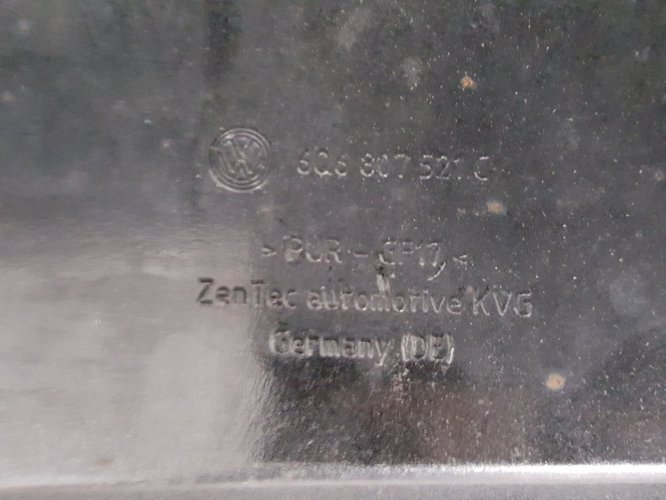 6Q6 807 521 C
>PUR - GF17<
ZenTec automotive KVG
Germany (DE)